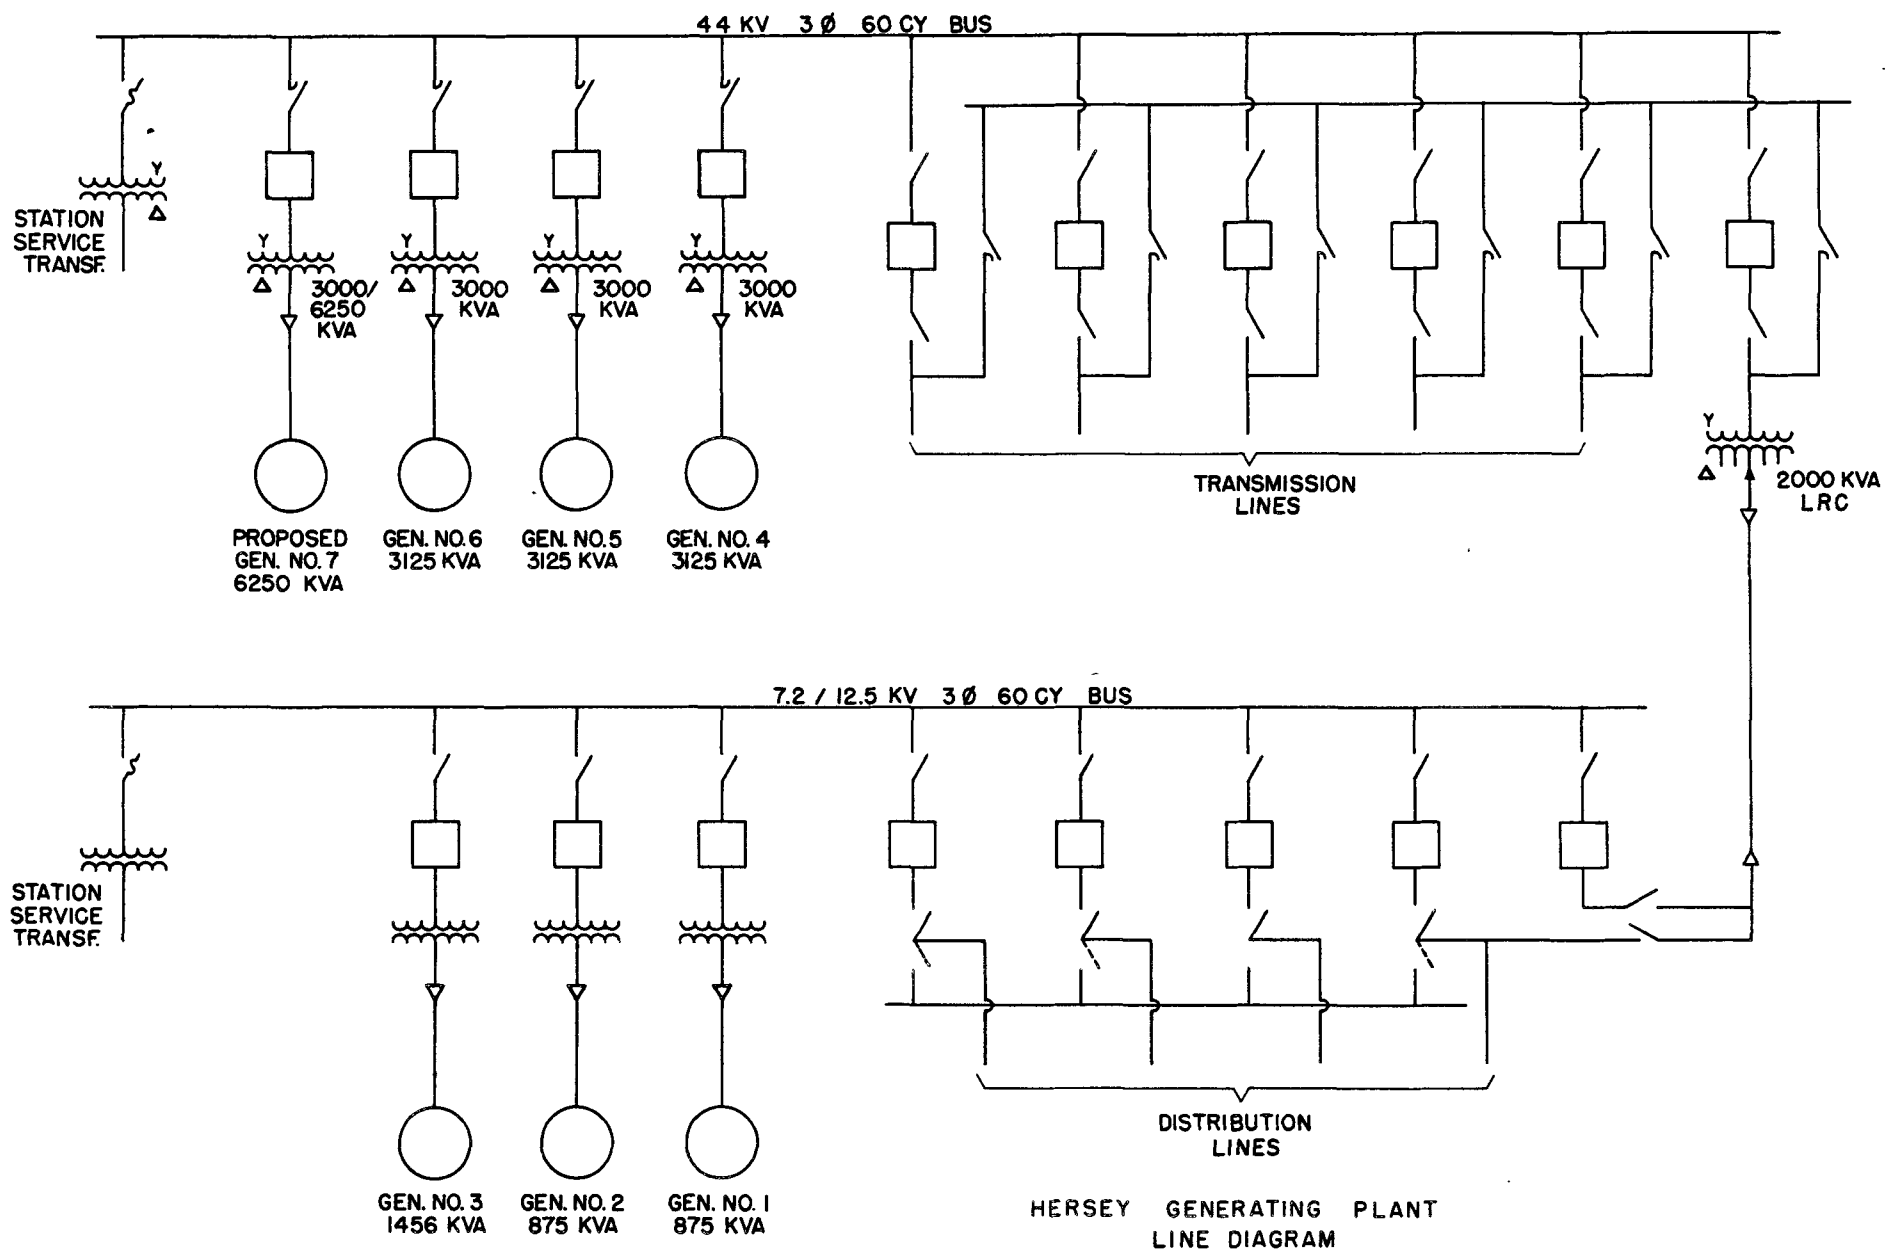 44 KV 3Ø 60 CY BUS
Y
STATION
SERVICE
TRANSF.
Δ
Y
Δ
3000/
6250
KVA
Y
Δ
3000
KVA
Y
Δ
3000
KVA
Y
Δ
3000
KVA
PROPOSED
GEN. NO. 7
6250 KVA
GEN. NO. 6
3125 KVA
GEN. NO. 5
3125 KVA
GEN. NO. 4
3125 KVA
TRANSMISSION
LINES
Y
Δ
2000 KVA
LRC
7.2 / 12.5 KV 3Ø 60 CY BUS
STATION
SERVICE
TRANSF.
GEN. NO. 3
1456 KVA
GEN. NO. 2
875 KVA
GEN. NO. 1
875 KVA
DISTRIBUTION
LINES
HERSEY GENERATING PLANT
LINE DIAGRAM